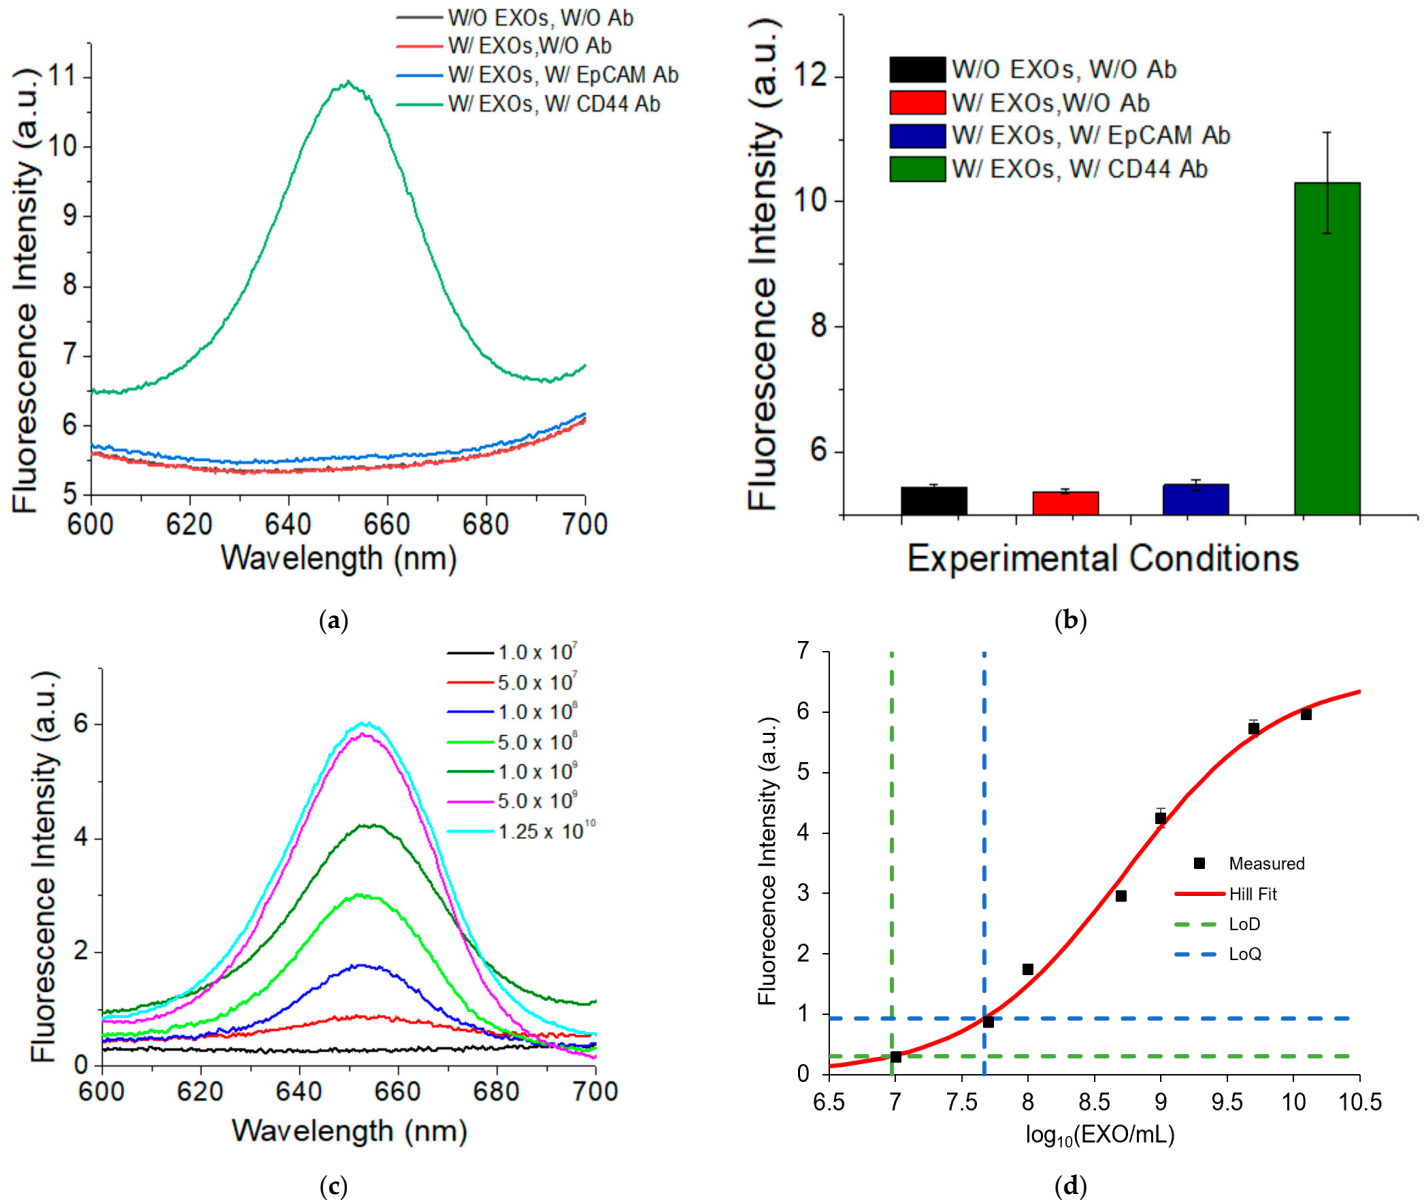 W/O EXOs, W/O Ab
W/ EXOs,W/O Ab
W/ EXOs, W/ EpCAM Ab
W/ EXOs, W/ CD44 Ab
Fluorescence Intensity (a.u.)
11
10
9
8
7
6
5
600 620 640 660 680 700
Wavelength (nm)
(a)
W/O EXOs, W/O Ab
W/ EXOs,W/O Ab
W/ EXOs, W/ EpCAM Ab
W/ EXOs, W/ CD44 Ab
Fluorescence Intensity (a.u.)
12
10
8
6
Experimental Conditions
(b)
1.0 x 10⁷
5.0 x 10⁷
1.0 x 10⁸
5.0 x 10⁸
1.0 x 10⁹
5.0 x 10⁹
1.25 x 10¹⁰
Fluorescence Intensity (a.u.)
6
4
2
0
600 620 640 660 680 700
Wavelength (nm)
(c)
Fluorecence Intensity (a.u.)
7
6
5
4
3
2
1
0
Measured
Hill Fit
LoD
LoQ
6.5 7 7.5 8 8.5 9 9.5 10 10.5
log₁₀(EXO/mL)
(d)